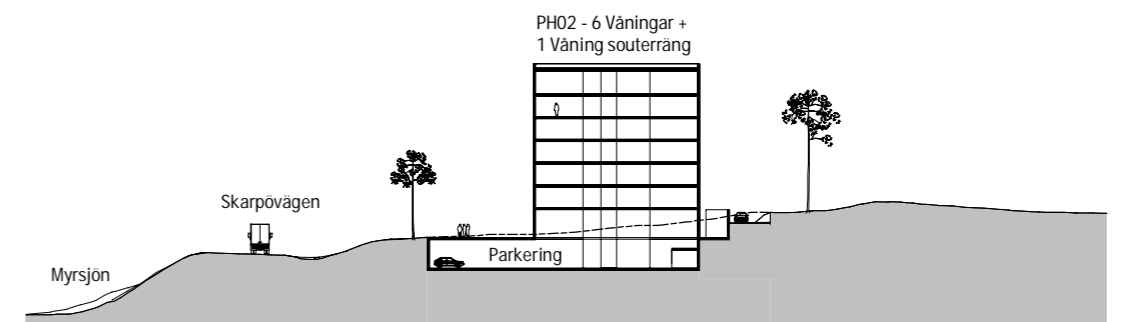 PH02 - 6 Våningar +
1 Våning souterräng
Skarpövägen
Parkering
Myrsjön